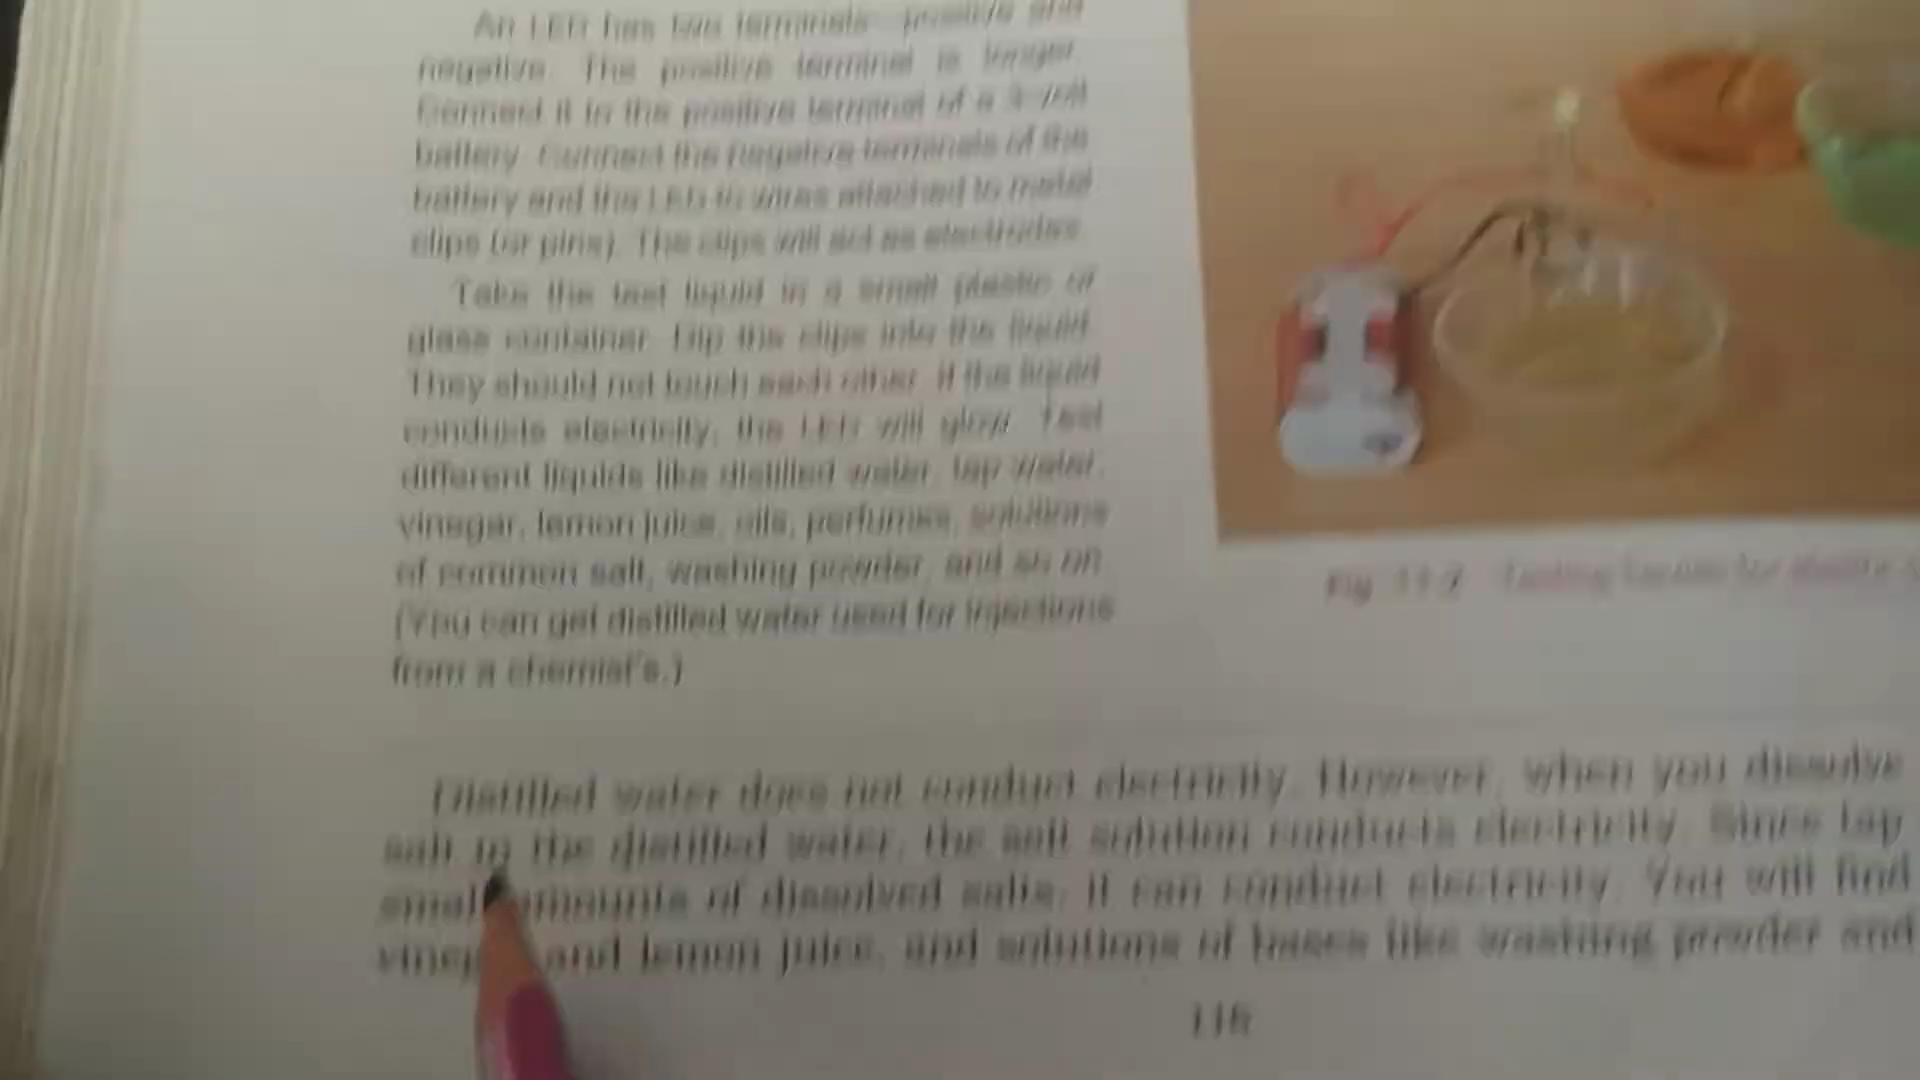 An LED has two terminals—positive and
negative. The positive terminal is longer.
Connect it to the positive terminal of a 3-volt
battery. Connect the negative terminals of the
battery and the LED to wires attached to metal
clips (or pins). The clips will act as electrodes.
Take the test liquid in a small plastic or
glass container. Dip the clips into the liquid.
They should not touch each other. If the liquid
conducts electricity, the LED will glow. Test
different liquids like distilled water, tap water,
vinegar, lemon juice, oils, perfumes, solutions
of common salt, washing powder, and so on.
(You can get distilled water used for injections
from a chemist's.)
Fig. 11.2 Testing liquids for
Distilled water does not conduct electricity. However, when you dissolve
salt in the distilled water, the salt solution conducts electricity. Since tap
small amounts of dissolved salts, it can conduct electricity. You will find
and lemon juice, and solutions of bases like washing powder and